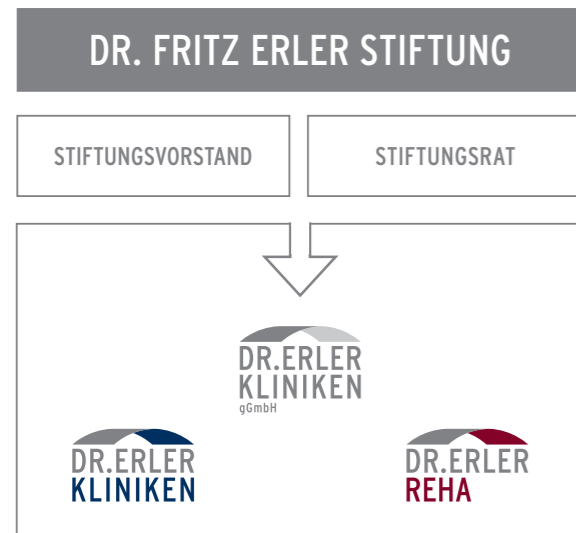 DR. FRITZ ERLER STIFTUNG
STIFTUNGSVORSTAND
STIFTUNGSRAT
DR.ERLER
KLINIKEN
gGmbH
DR.ERLER
KLINIKEN
DR.ERLER
REHA